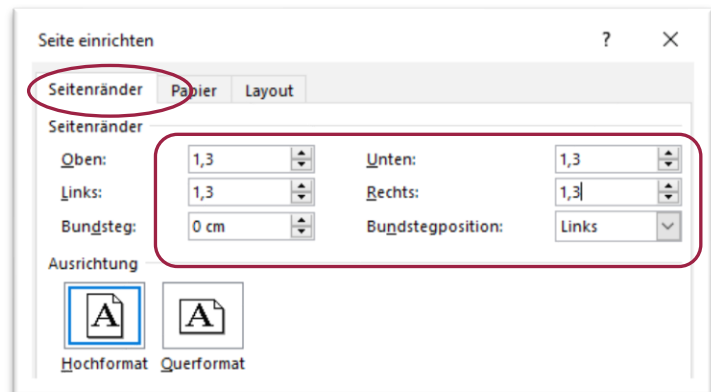 Seite einrichten ? ×
Seitenränder Papier Layout
Seitenränder
Oben: 1,3 Unten: 1,3
Links: 1,3 Rechts: 1,3
Bundsteg: 0 cm Bundstegposition: Links
Ausrichtung
A A
Hochformat Querformat